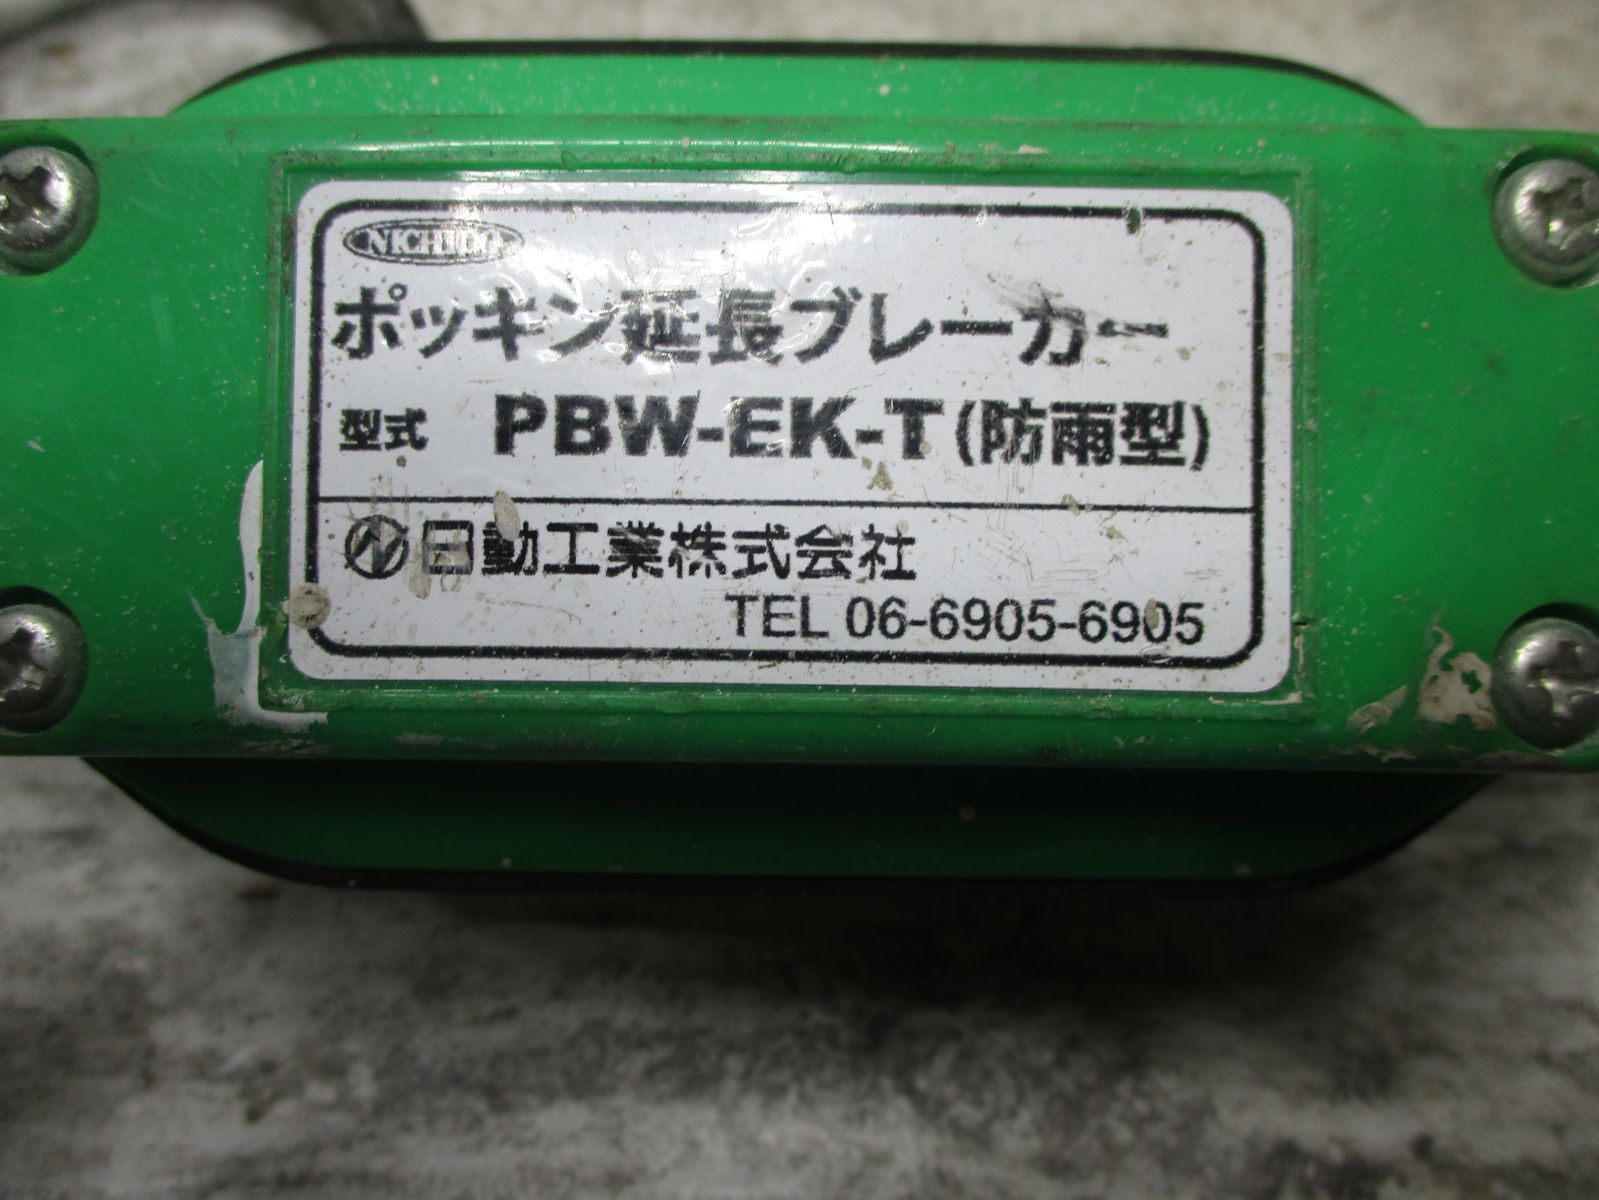 NICHIDO
ポッキン延長ブレーカー
型式 PBW-EK-T(防雨型)
日動工業株式会社
TEL 06-6905-6905